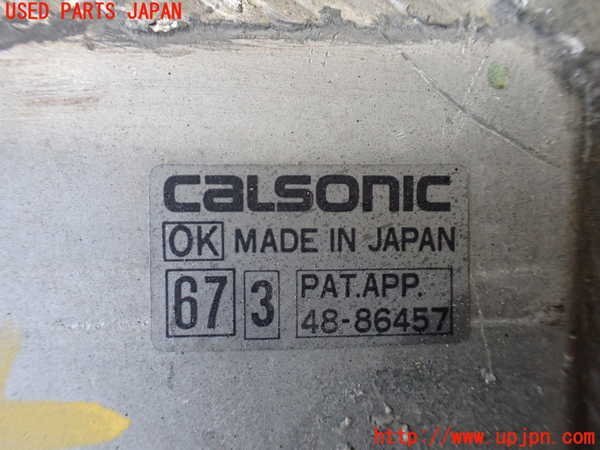 USED PARTS JAPAN
CALSONIC
OK MADE IN JAPAN
67 3 PAT.APP.
48-86457
http://www.upjpn.com/